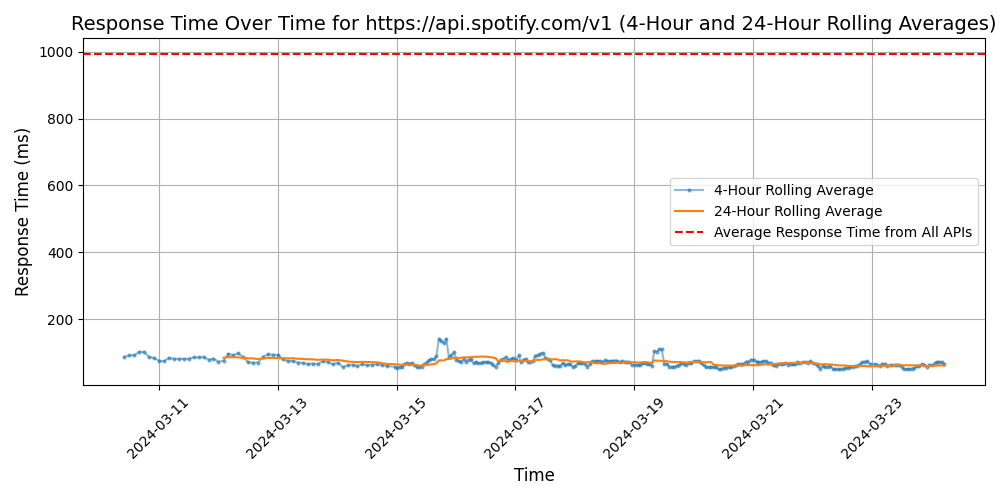 Response Time Over Time for https://api.spotify.com/v1 (4-Hour and 24-Hour Rolling Averages)
Response Time (ms)
1000
800
600
400
200
4-Hour Rolling Average
24-Hour Rolling Average
Average Response Time from All APIs
2024-03-11
2024-03-13
2024-03-15
2024-03-17
2024-03-19
2024-03-21
2024-03-23
Time